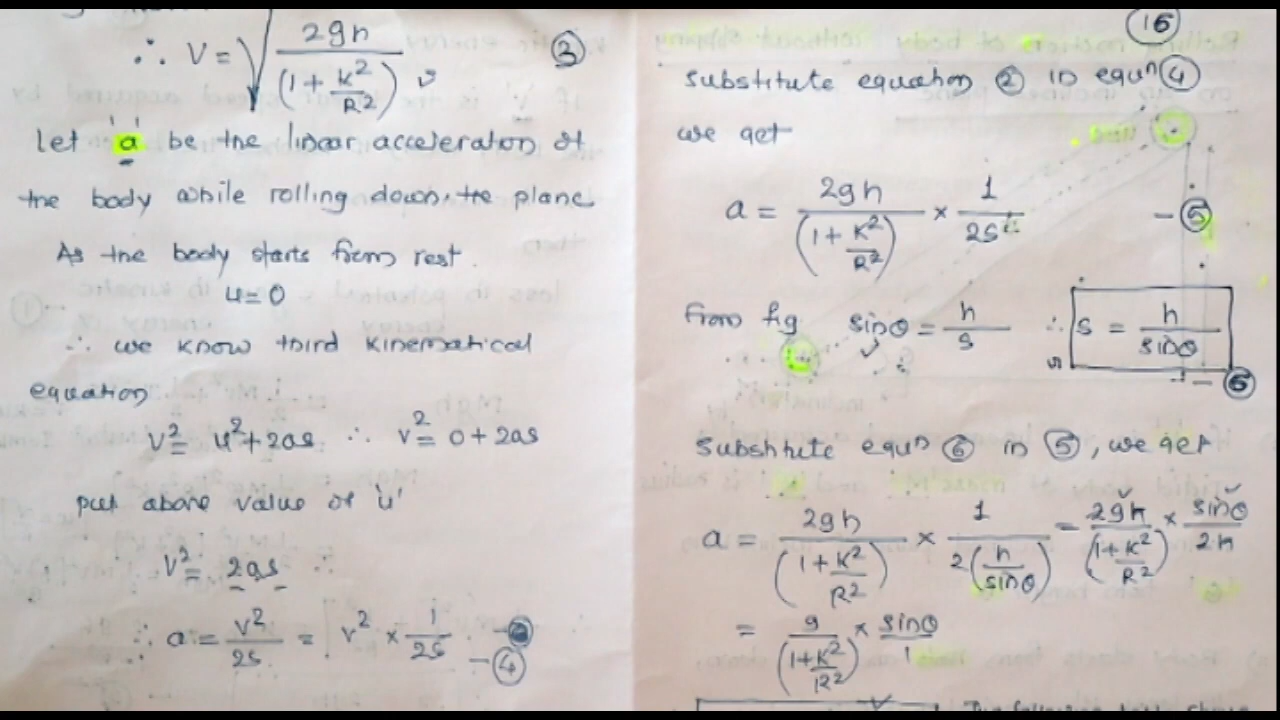 ∴ V = √(2gh / (1 + K²/R²)) ③
Let 'a' be the linear acceleration of
the body while rolling down the plane
As the body starts from rest
u=0
∴ we know third kinematical
equation
V² = u²+2as ∴ V² = 0 + 2as
put above value of 'u'
V² = 2as
∴ a = V²/2s = V² × 1/2s - ④
16
substitute equation ② in equn ④
we get
a = 2gh/(1 + K²/R²) × 1/2s - ⑤
from fig sinθ = h/s ∴ s = h/sinθ - ⑥
Substitute equn ⑥ in ⑤, we get
a = 2gh/(1 + K²/R²) × 1/2(h/sinθ) = 2gh/(1+K²/R²) × sinθ/2h
= g/(1+K²/R²) × sinθ/1